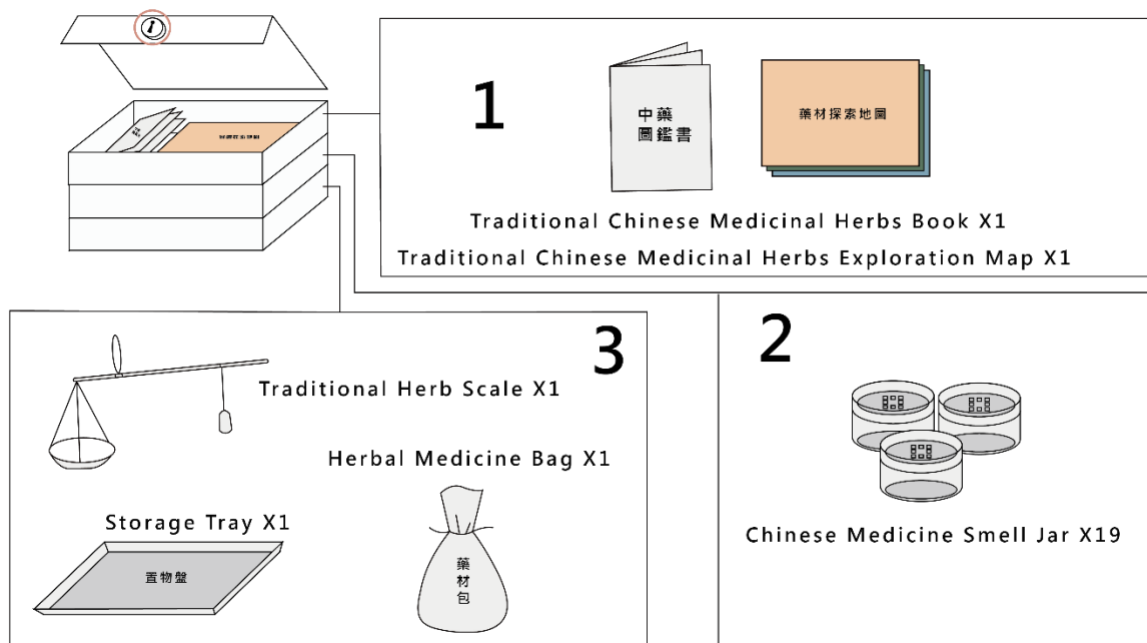 1
中藥
圖鑑書
藥材探索地圖
Traditional Chinese Medicinal Herbs Book X1
Traditional Chinese Medicinal Herbs Exploration Map X1
2
Chinese Medicine Smell Jar X19
3
Traditional Herb Scale X1
Herbal Medicine Bag X1
藥材包
Storage Tray X1
置物盤